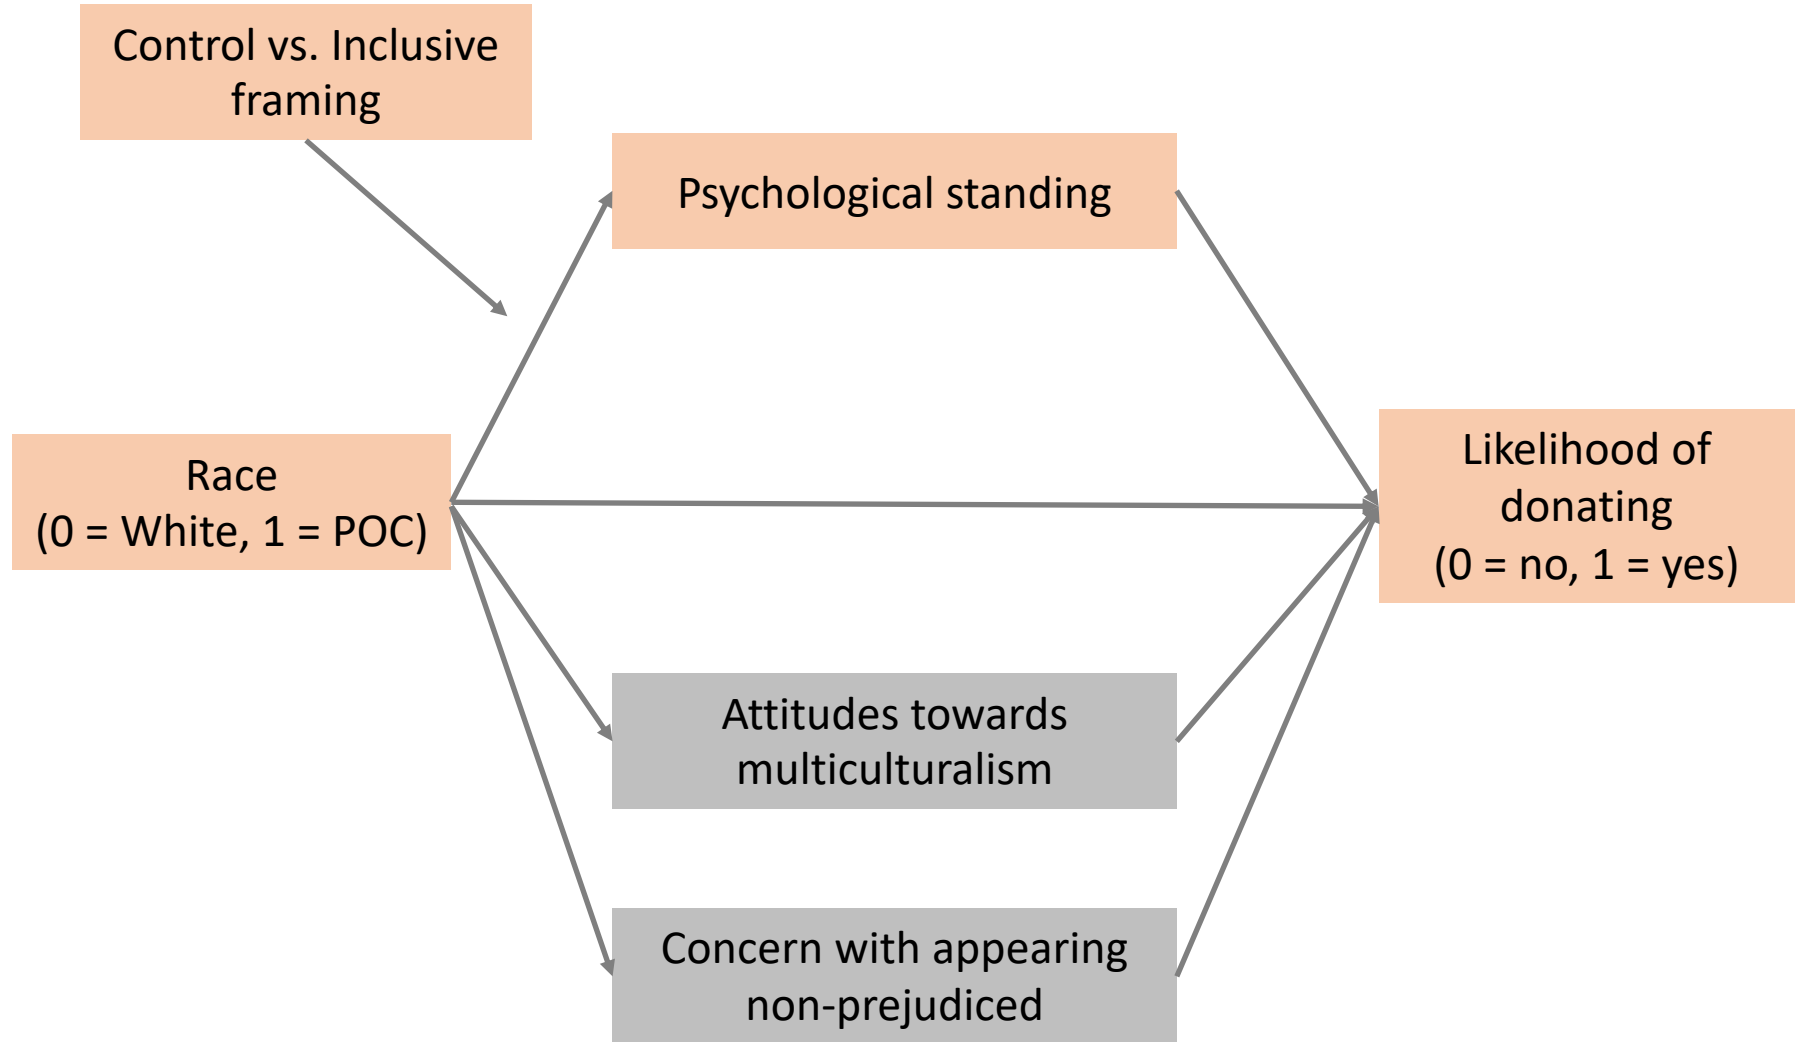 Control vs. Inclusive
framing
Psychological standing
Race
(0 = White, 1 = POC)
Likelihood of
donating
(0 = no, 1 = yes)
Attitudes towards
multiculturalism
Concern with appearing
non-prejudiced